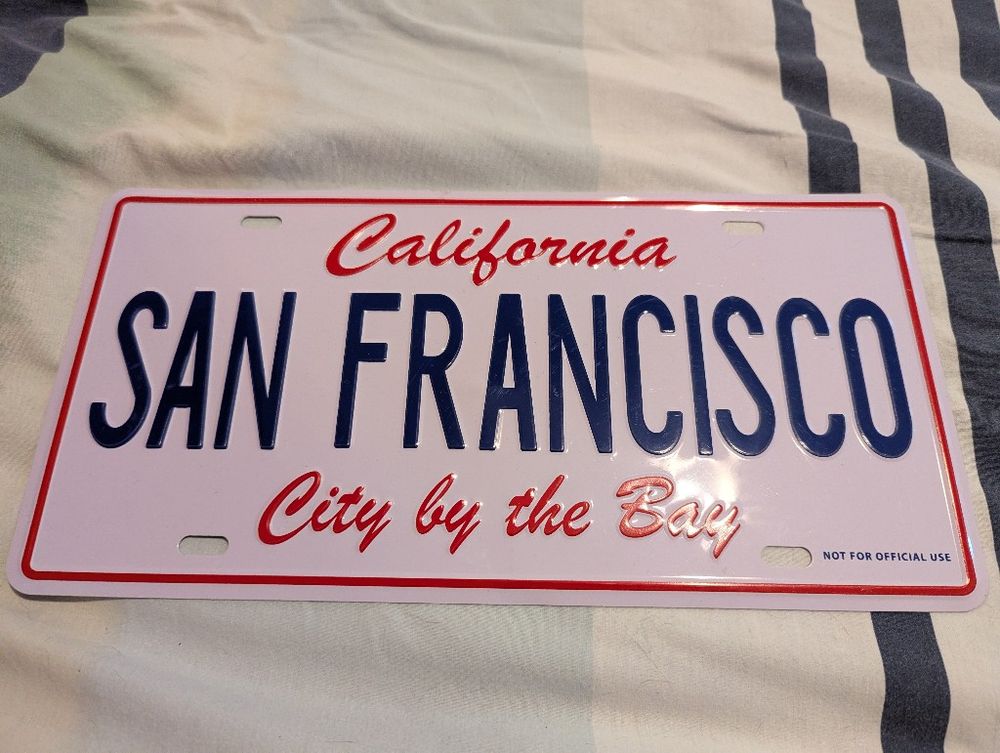 California
SAN FRANCISCO
City by the Bay
NOT FOR OFFICIAL USE